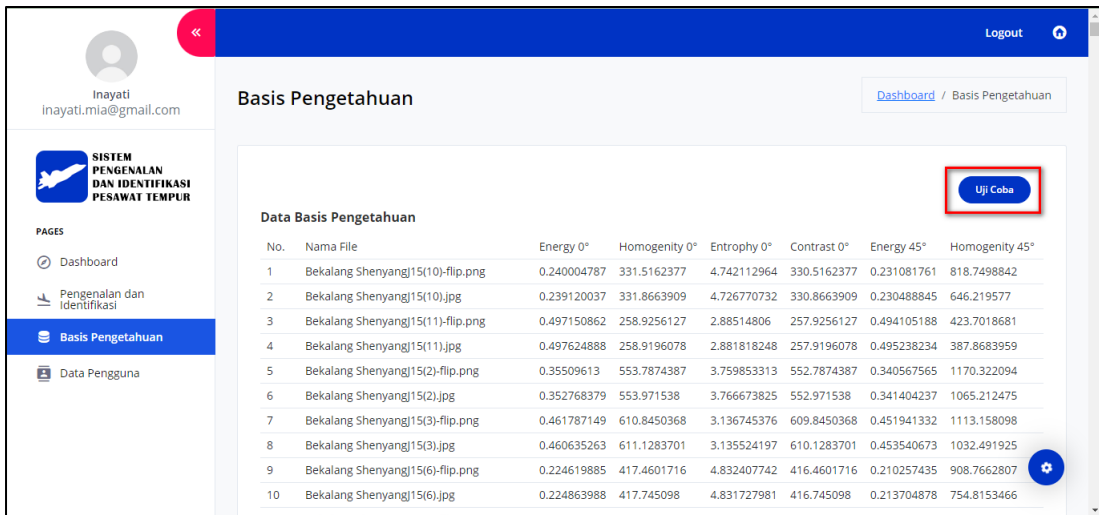 Logout
Inayati
inayati.mia@gmail.com
Basis Pengetahuan
Dashboard / Basis Pengetahuan
SISTEM
PENGENALAN
DAN IDENTIFIKASI
PESAWAT TEMPUR
PAGES
Dashboard
Pengenalan dan
Identifikasi
Basis Pengetahuan
Data Pengguna
Uji Coba
Data Basis Pengetahuan
No. Nama File Energy 0° Homogenity 0° Entrophy 0° Contrast 0° Energy 45° Homogenity 45°
1 Bekalang ShenyangJ15(10)-flip.png 0.240004787 331.5162377 4.742112964 330.5162377 0.231081761 818.7498842
2 Bekalang ShenyangJ15(10).jpg 0.239120037 331.8663909 4.726770732 330.8663909 0.230488845 646.219577
3 Bekalang ShenyangJ15(11)-flip.png 0.497150862 258.9256127 2.88514806 257.9256127 0.494105188 423.7018681
4 Bekalang ShenyangJ15(11).jpg 0.497624888 258.9196078 2.881818248 257.9196078 0.495238234 387.8683959
5 Bekalang ShenyangJ15(2)-flip.png 0.35509613 553.7874387 3.759853313 552.7874387 0.340567565 1170.322094
6 Bekalang ShenyangJ15(2).jpg 0.352768379 553.971538 3.766673825 552.971538 0.341404237 1065.212475
7 Bekalang ShenyangJ15(3)-flip.png 0.461787149 610.8450368 3.136745376 609.8450368 0.451941332 1113.158098
8 Bekalang ShenyangJ15(3).jpg 0.460635263 611.1283701 3.135524197 610.1283701 0.453540673 1032.491925
9 Bekalang ShenyangJ15(6)-flip.png 0.224619885 417.4601716 4.832407742 416.4601716 0.210257435 908.7662807
10 Bekalang ShenyangJ15(6).jpg 0.224863988 417.745098 4.831727981 416.745098 0.213704878 754.8153466